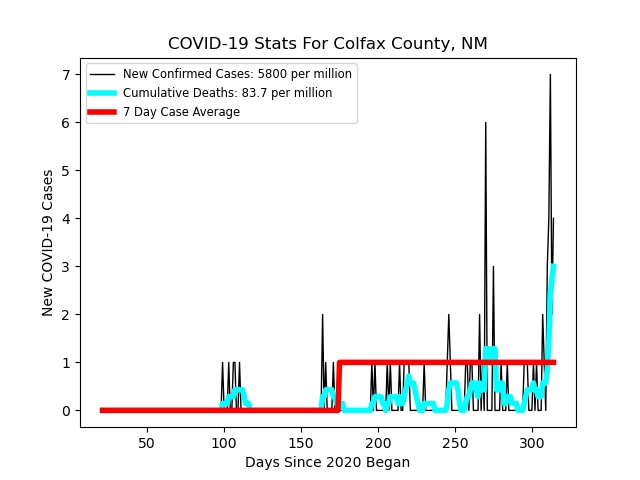 COVID-19 Stats For Colfax County, NM
New Confirmed Cases: 5800 per million
Cumulative Deaths: 83.7 per million
7 Day Case Average
New COVID-19 Cases
7
6
5
4
3
2
1
0
50 100 150 200 250 300
Days Since 2020 Began